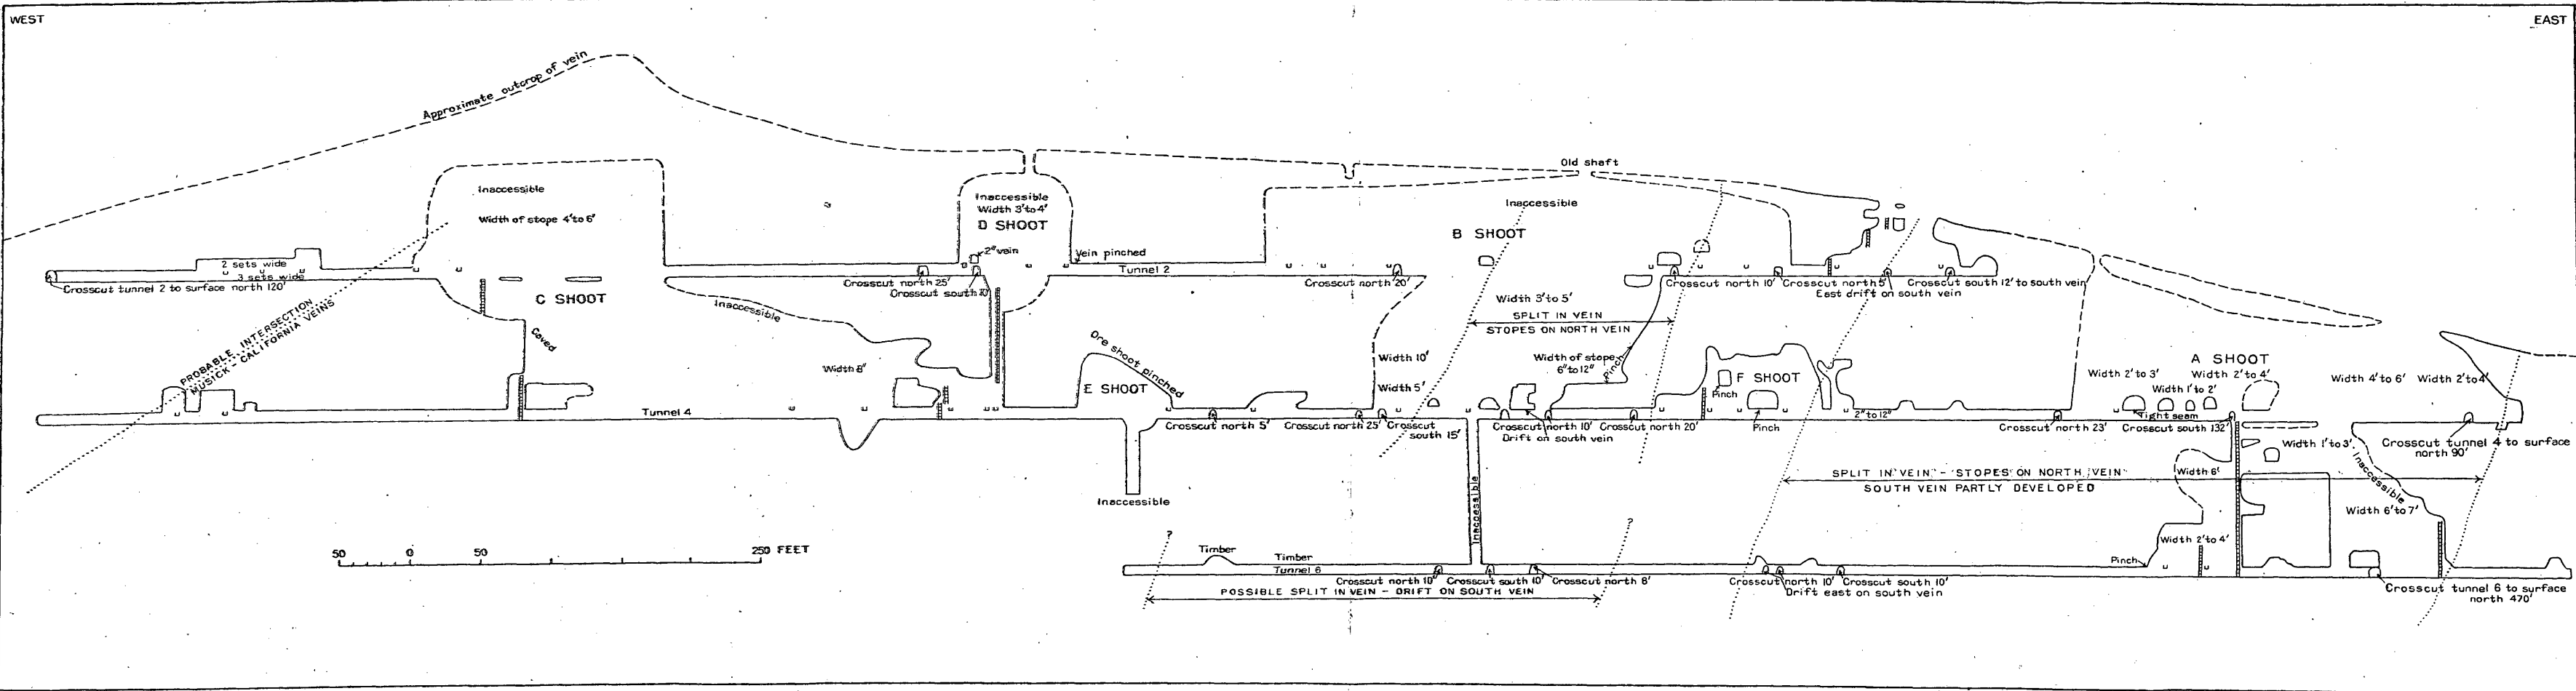 WEST
EAST
Approximate outcrop of vein
Old shaft
Inaccessible
Width of stope 4' to 6'
Inaccessible
Width 3' to 4'
D SHOOT
2" vein
Vein pinched
Inaccessible
B SHOOT
2 sets wide
3 sets wide
Crosscut tunnel 2 to surface north 120'
Crosscut north 25'
Crosscut south
Tunnel 2
Crosscut north 20'
Crosscut north 10'
Crosscut north 5'
Crosscut south 12' to south vein
East drift on south vein
C SHOOT
Inaccessible
Caved
PROBABLE INTERSECTION
MUSICK - CALIFORNIA VEINS
Width 3' to 5'
SPLIT IN VEIN
STOPES ON NORTH VEIN
Width 8"
Ore shoot pinched
E SHOOT
Width 10'
Width 5'
Width of stope
6" to 12"
Pinch
F SHOOT
Pinch
Pinch
2" to 12"
A SHOOT
Width 2' to 3'
Width 2' to 4'
Width 1' to 2'
Width 4' to 6'
Width 2' to 4'
Tight seam
Tunnel 4
Crosscut north 5'
Crosscut north 25'
Crosscut
south 15'
Crosscut north 10'
Drift on south vein
Crosscut north 20'
Crosscut north 23'
Crosscut south 132'
Width 1' to 3'
Crosscut tunnel 4 to surface
north 90'
Inaccessible
Inaccessible
SPLIT IN VEIN - STOPES ON NORTH VEIN
SOUTH VEIN PARTLY DEVELOPED
Width 6'
Inaccessible
Width 6' to 7'
Width 2' to 4'
Pinch
50 0 50 250 FEET
?
?
Timber
Timber
Tunnel 6
Crosscut north 10'
Crosscut south 10'
Crosscut north 8'
Crosscut north 10'
Crosscut south 10'
Drift east on south vein
POSSIBLE SPLIT IN VEIN - DRIFT ON SOUTH VEIN
Crosscut tunnel 6 to surface
north 470'